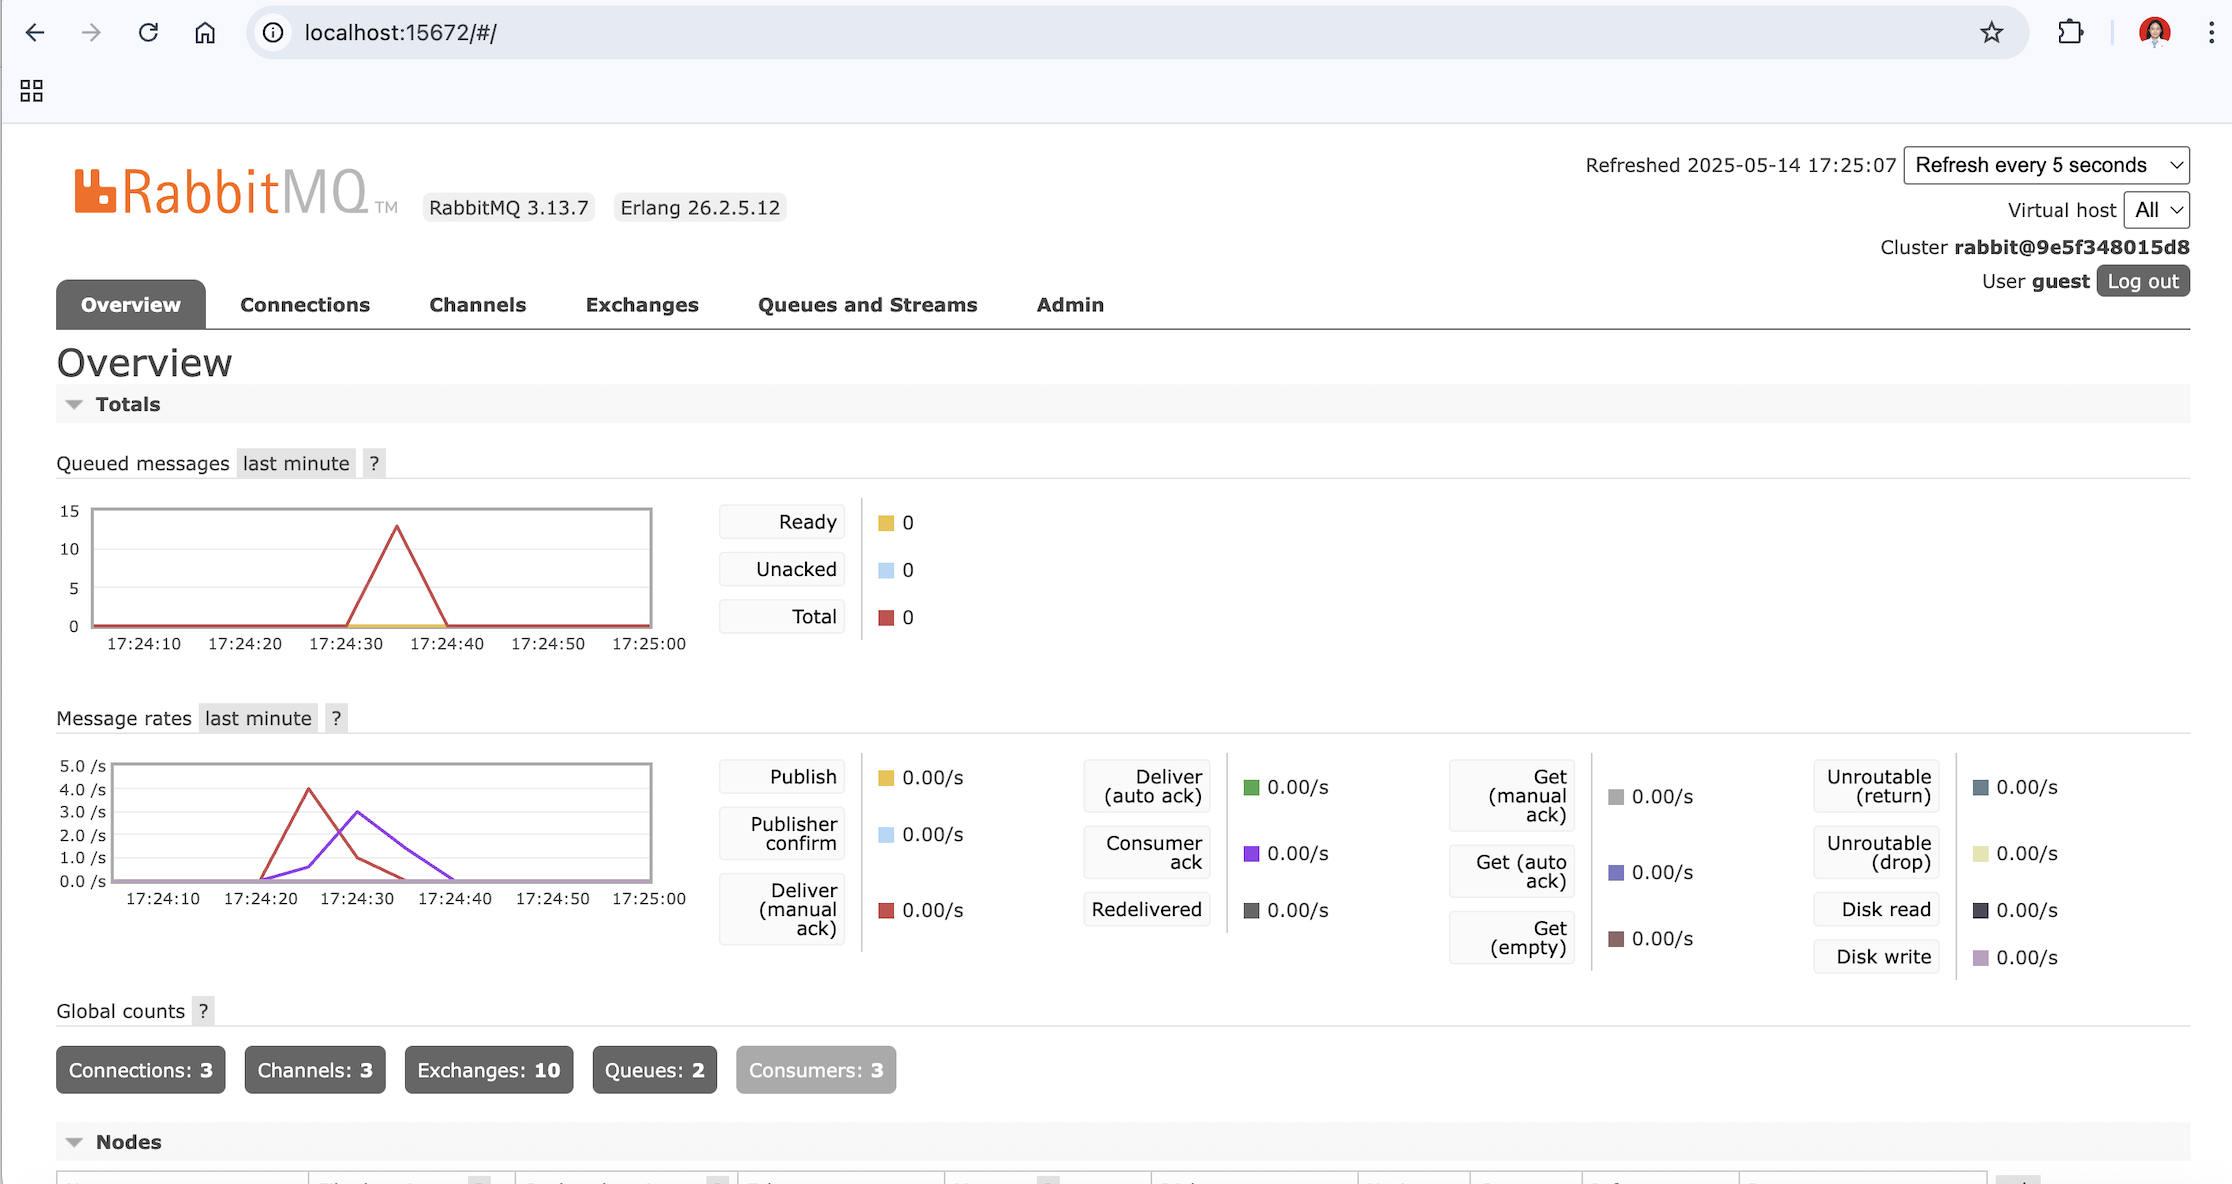 localhost:15672/#/
RabbitMQ TM
RabbitMQ 3.13.7 Erlang 26.2.5.12
Refreshed 2025-05-14 17:25:07 Refresh every 5 seconds
Virtual host All
Cluster rabbit@9e5f348015d8
User guest Log out
Overview Connections Channels Exchanges Queues and Streams Admin
Overview
Totals
Queued messages last minute ?
15
10
5
0
17:24:10 17:24:20 17:24:30 17:24:40 17:24:50 17:25:00
Ready 0
Unacked 0
Total 0
Message rates last minute ?
5.0 /s
4.0 /s
3.0 /s
2.0 /s
1.0 /s
0.0 /s
17:24:10 17:24:20 17:24:30 17:24:40 17:24:50 17:25:00
Publish 0.00/s
Publisher
confirm 0.00/s
Deliver
(manual
ack) 0.00/s
Deliver
(auto ack) 0.00/s
Consumer
ack 0.00/s
Redelivered 0.00/s
Get
(manual
ack) 0.00/s
Get (auto
ack) 0.00/s
Get
(empty) 0.00/s
Unroutable
(return) 0.00/s
Unroutable
(drop) 0.00/s
Disk read 0.00/s
Disk write 0.00/s
Global counts ?
Connections: 3 Channels: 3 Exchanges: 10 Queues: 2 Consumers: 3
Nodes